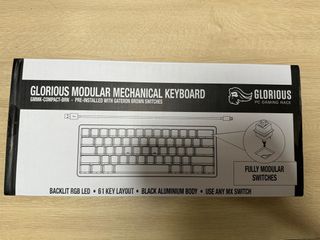 GLORIOUS MODULAR MECHANICAL KEYBOARD
GMMK-COMPACT-BRN - PRE-INSTALLED WITH GATERON BROWN SWITCHES
GLORIOUS
PC GAMING RACE
FULLY MODULAR
SWITCHES
BACKLIT RGB LED • 61 KEY LAYOUT • BLACK ALUMINIUM BODY • USE ANY MX SWITCH